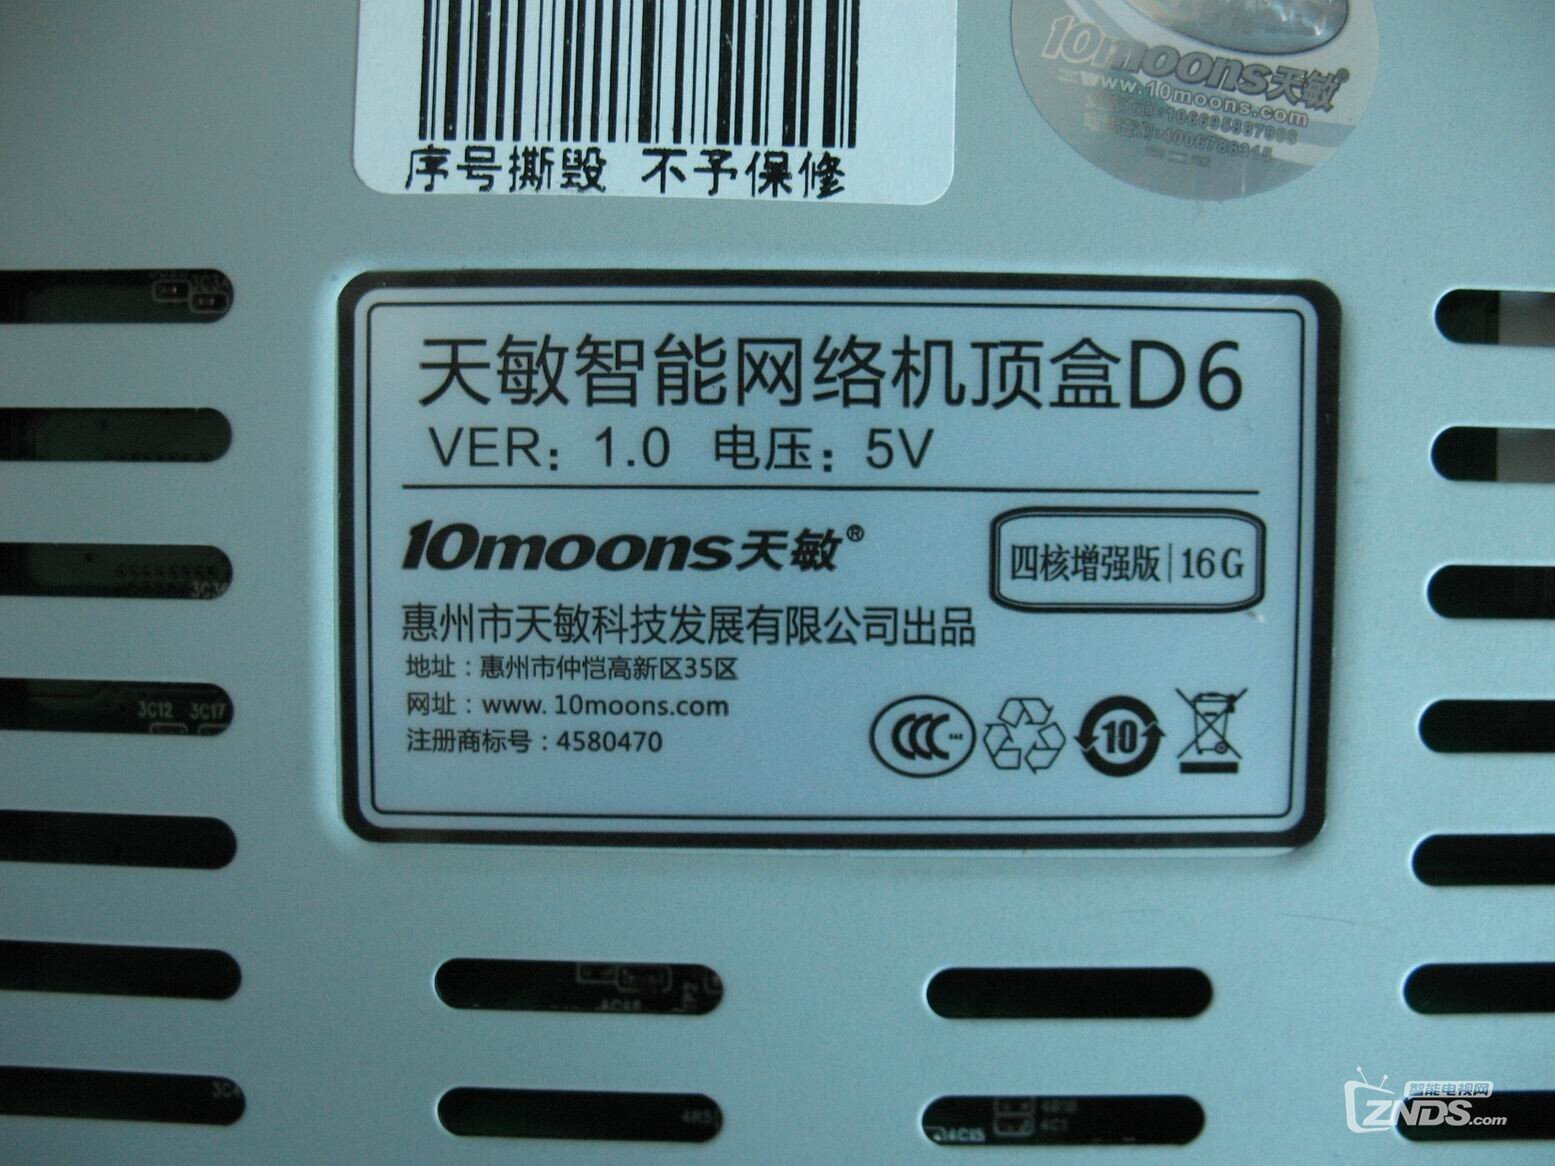 10moons天敏®
www.10moons.com
序号撕毁 不予保修
天敏智能网络机顶盒D6
VER: 1.0 电压: 5V
10moons天敏®
四核增强版|16G
惠州市天敏科技发展有限公司出品
地址:惠州市仲恺高新区35区
网址:www.10moons.com
注册商标号:4580470
CCC
10
3C12 3C17
智能电视网
ZNDS.com